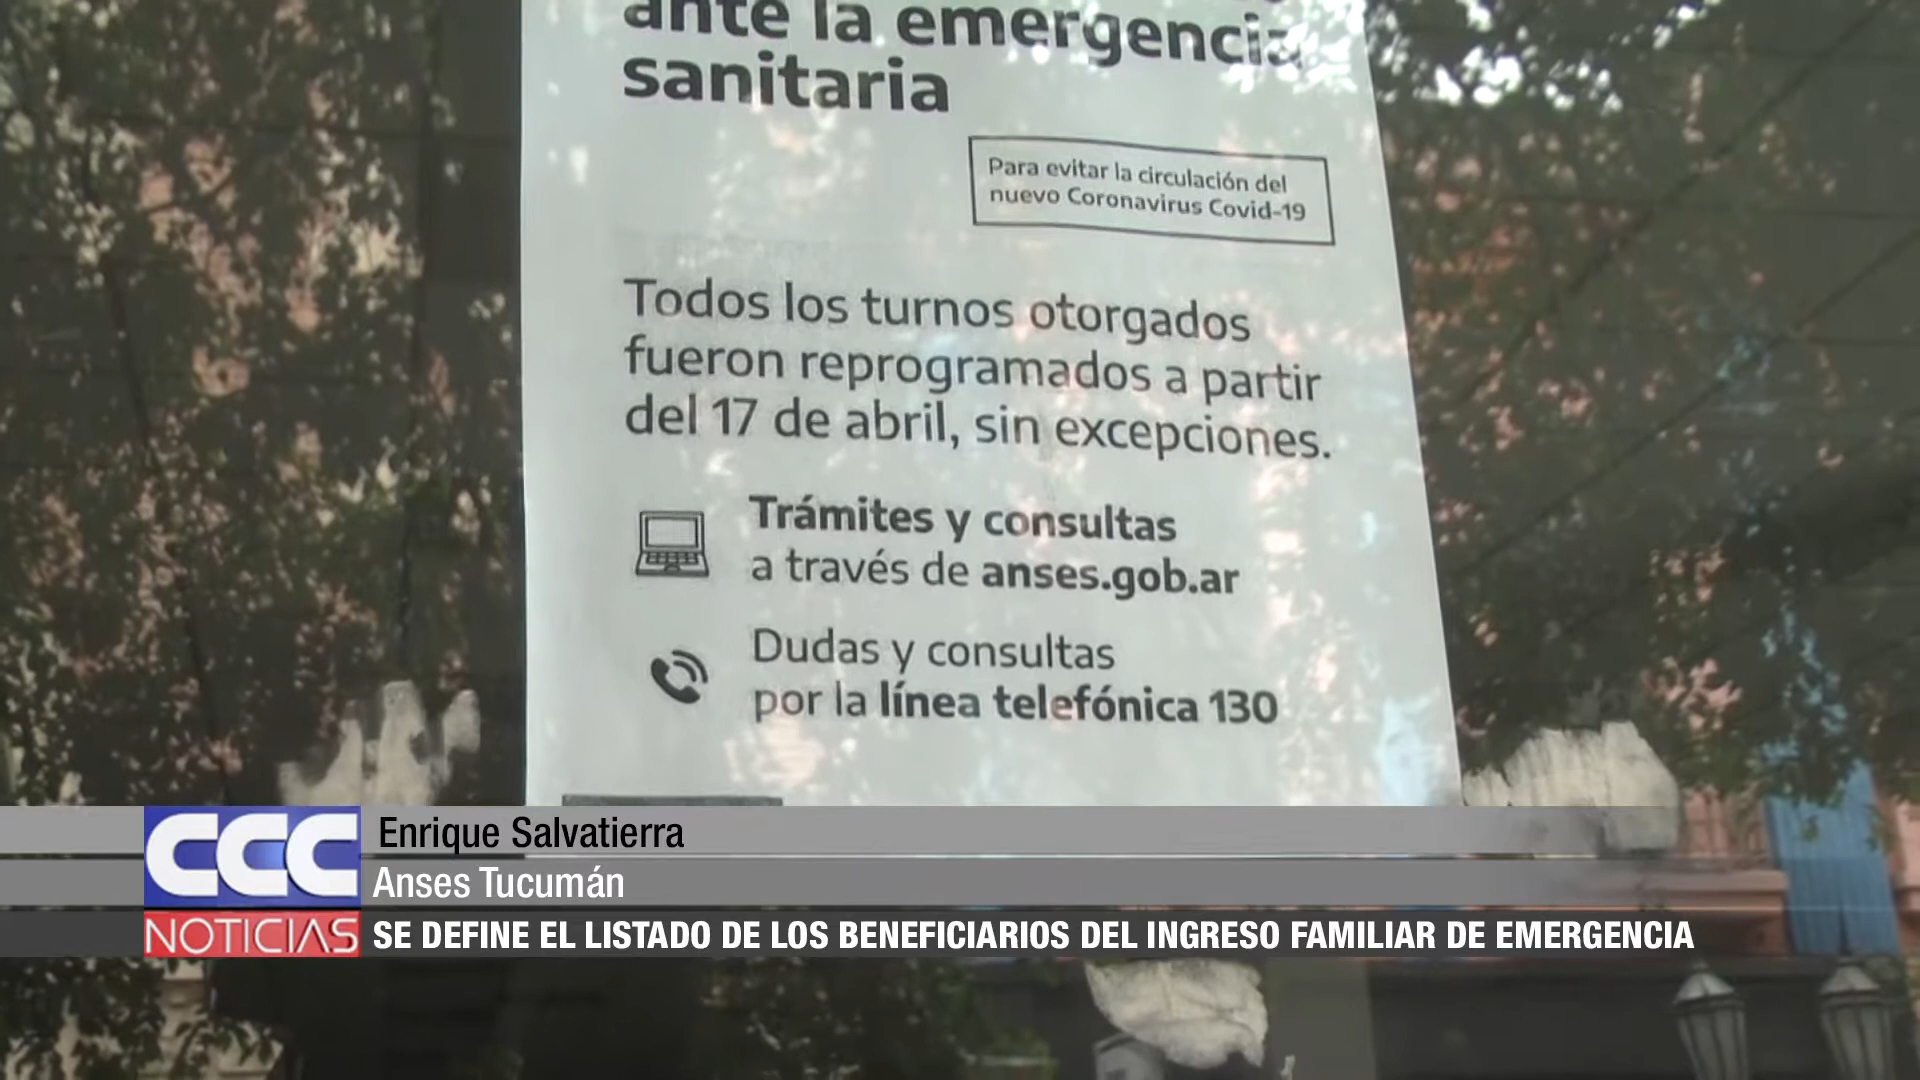 ante la emergencia
sanitaria
Para evitar la circulación del
nuevo Coronavirus Covid-19
Todos los turnos otorgados
fueron reprogramados a partir
del 17 de abril, sin excepciones.
Trámites y consultas
a través de anses.gob.ar
Dudas y consultas
por la línea telefónica 130
CCC
NOTICIAS
Enrique Salvatierra
Anses Tucumán
SE DEFINE EL LISTADO DE LOS BENEFICIARIOS DEL INGRESO FAMILIAR DE EMERGENCIA